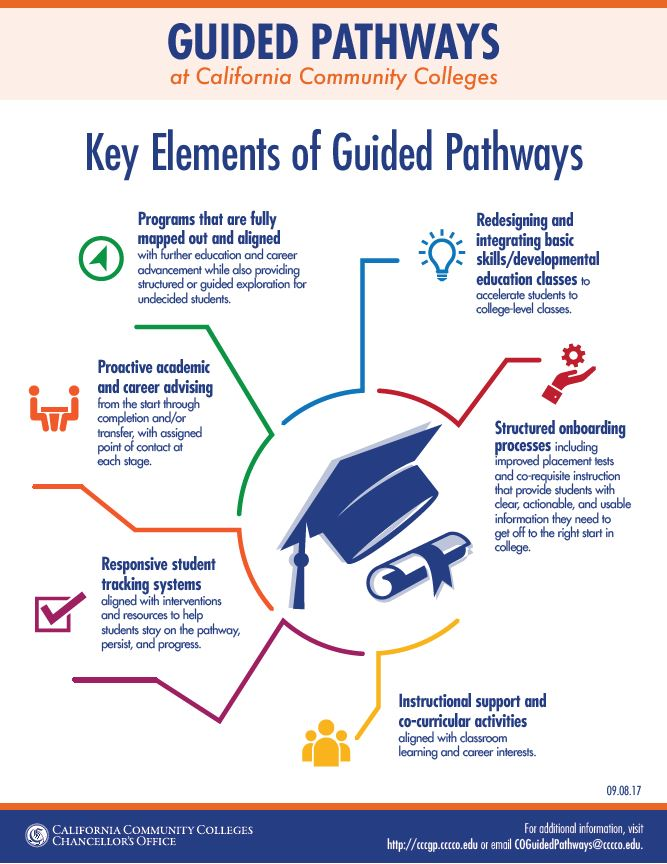 GUIDED PATHWAYS
at California Community Colleges
Key Elements of Guided Pathways
Programs that are fully
mapped out and aligned
with further education and career
advancement while also providing
structured or guided exploration for
undecided students.
Redesigning and
integrating basic
skills/developmental
education classes to
accelerate students to
college-level classes.
Proactive academic
and career advising
from the start through
completion and/or
transfer, with assigned
point of contact at
each stage.
Structured onboarding
processes including
improved placement tests
and co-requisite instruction
that provide students with
clear, actionable, and usable
information they need to
get off to the right start in
college.
Responsive student
tracking systems
aligned with interventions
and resources to help
students stay on the pathway,
persist, and progress.
Instructional support and
co-curricular activities
aligned with classroom
learning and career interests.
09.08.17
CALIFORNIA COMMUNITY COLLEGES
CHANCELLOR'S OFFICE
For additional information, visit
http://cccgp.cccco.edu or email COGuidedPathways@cccco.edu.